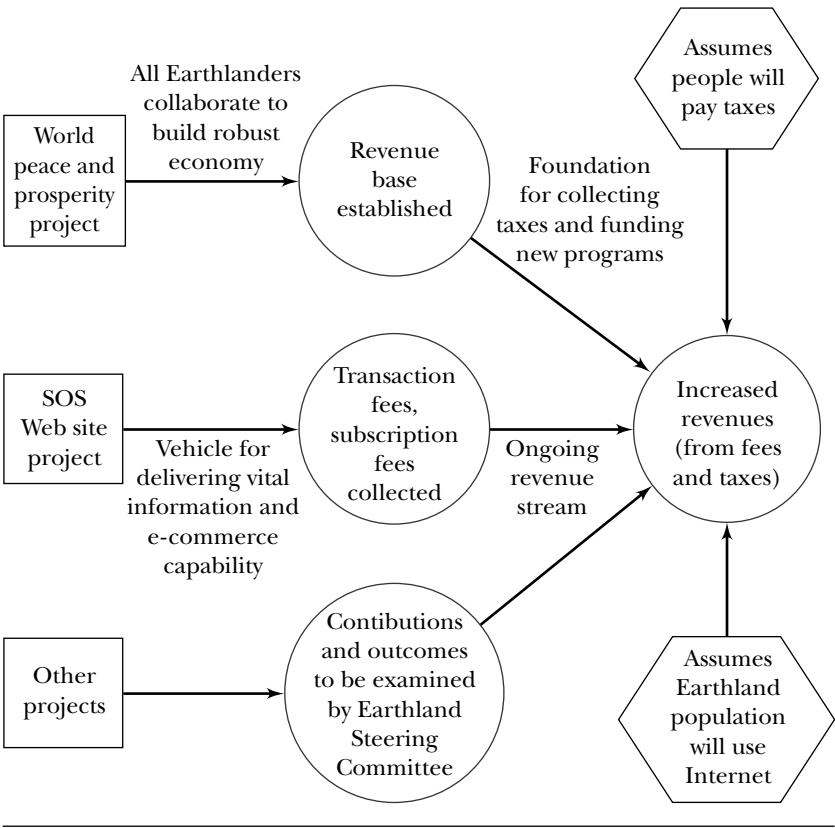 All Earthlanders
collaborate to
build robust
economy
World
peace and
prosperity
project
Revenue
base
established
Foundation
for collecting
taxes and funding
new programs
Assumes
people will
pay taxes
SOS
Web site
project
Vehicle for
delivering vital
information and
e-commerce
capability
Transaction
fees,
subscription
fees
collected
Ongoing
revenue
stream
Increased
revenues
(from fees
and taxes)
Other
projects
Contibutions
and outcomes
to be examined
by Earthland
Steering
Committee
Assumes
Earthland
population
will use
Internet